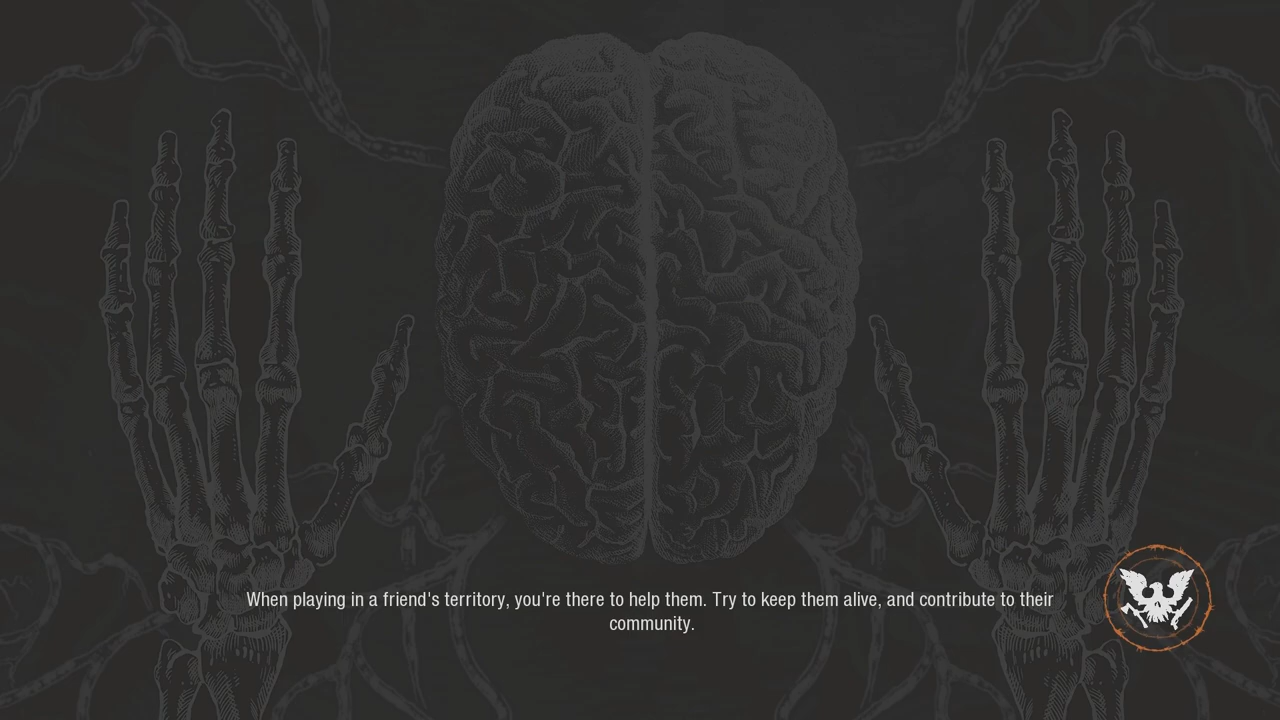 When playing in a friend's territory, you're there to help them. Try to keep them alive, and contribute to their
community.